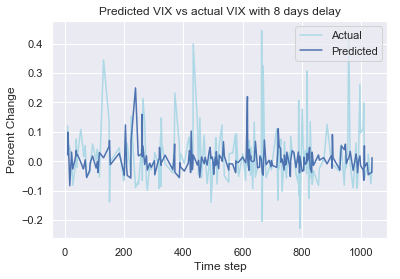 Predicted VIX vs actual VIX with 8 days delay
Actual
Predicted
Percent Change
0.4
0.3
0.2
0.1
0.0
−0.1
−0.2
0 200 400 600 800 1000
Time step